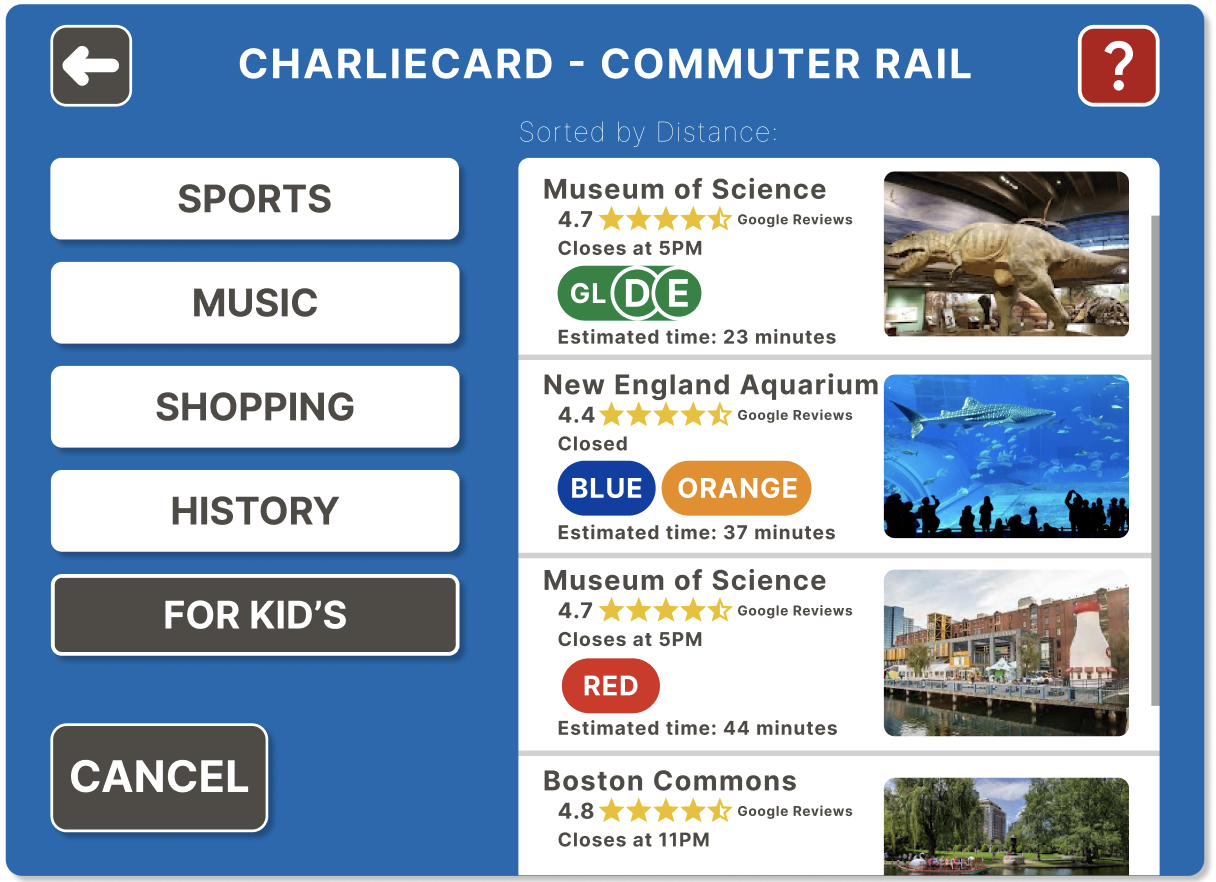 CHARLIECARD - COMMUTER RAIL
?
Sorted by Distance:
SPORTS
MUSIC
SHOPPING
HISTORY
FOR KID’S
CANCEL
Museum of Science
4.7 Google Reviews
Closes at 5PM
GL D E
Estimated time: 23 minutes
New England Aquarium
4.4 Google Reviews
Closed
BLUE ORANGE
Estimated time: 37 minutes
Museum of Science
4.7 Google Reviews
Closes at 5PM
RED
Estimated time: 44 minutes
Boston Commons
4.8 Google Reviews
Closes at 11PM